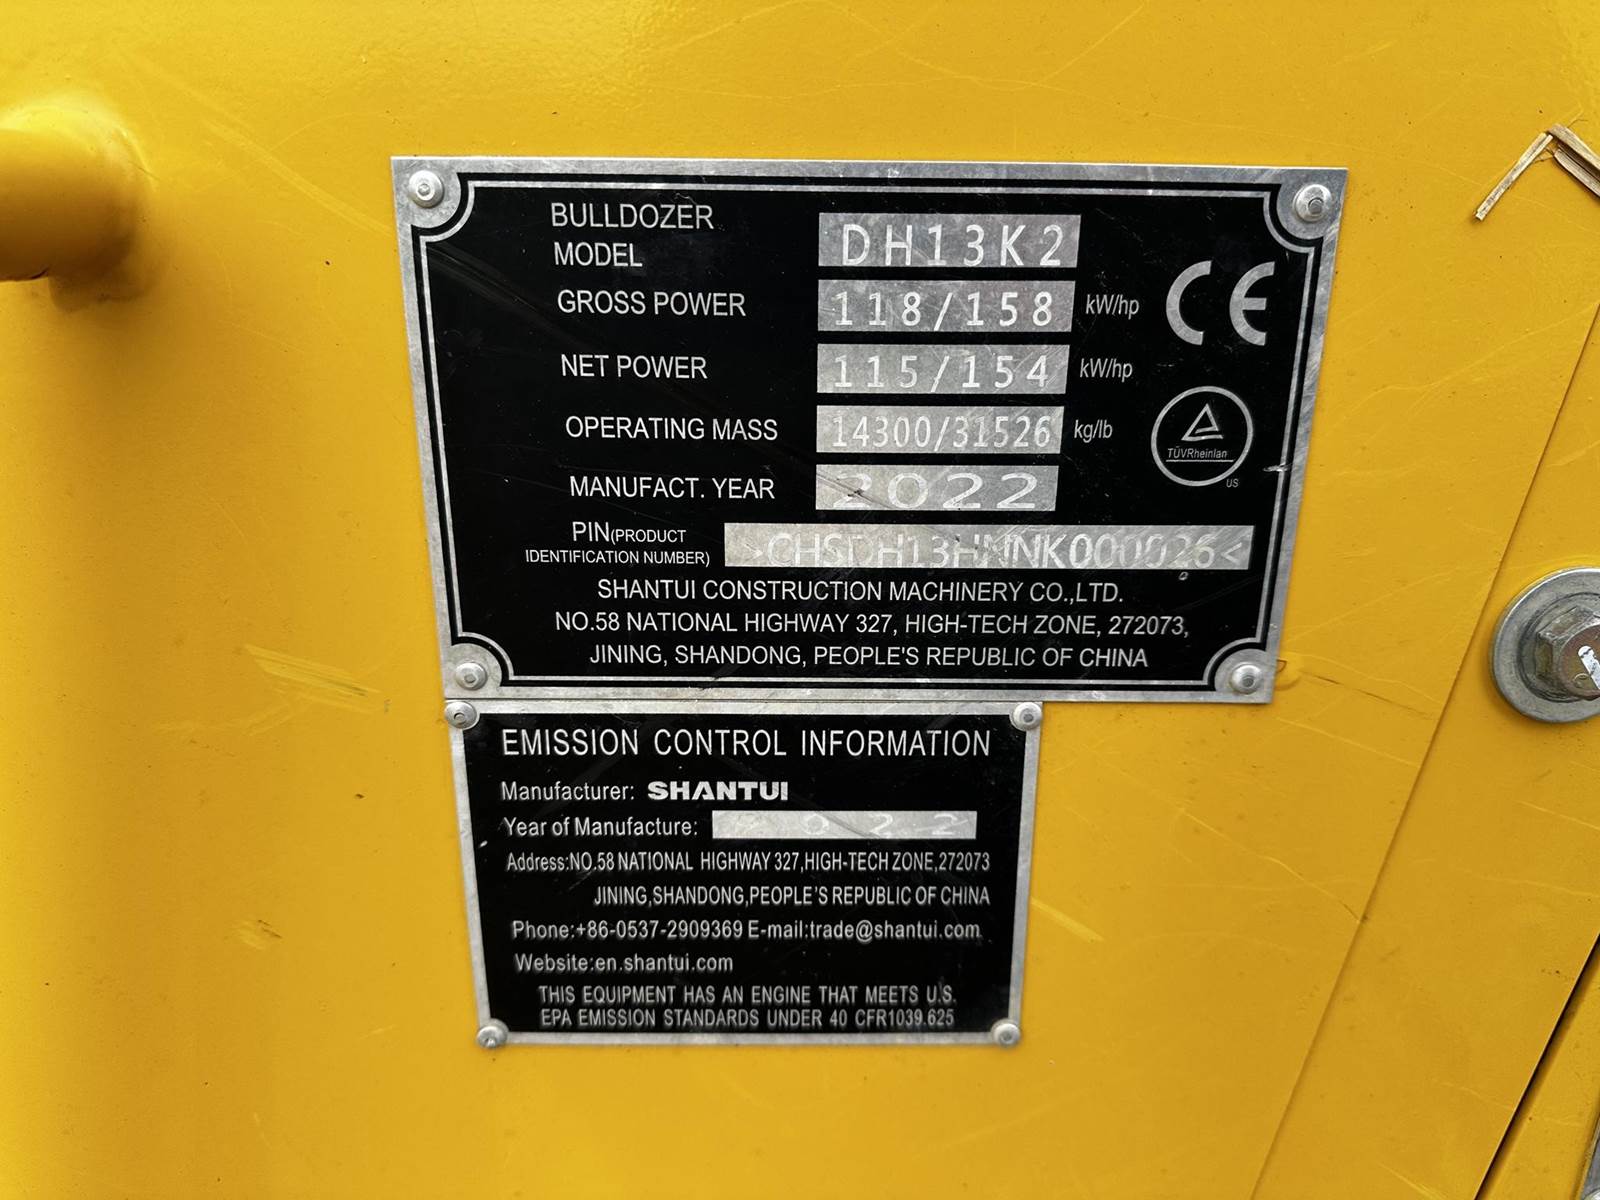 BULLDOZER
MODEL DH13K2
GROSS POWER 118/158 kW/hp
NET POWER 115/154 kW/hp
OPERATING MASS 14300/31526 kg/lb
MANUFACT. YEAR 2022
PIN(PRODUCT
IDENTIFICATION NUMBER) >CHSDH13HNNNK000026<
SHANTUI CONSTRUCTION MACHINERY CO.,LTD.
NO.58 NATIONAL HIGHWAY 327, HIGH-TECH ZONE, 272073,
JINING, SHANDONG, PEOPLE'S REPUBLIC OF CHINA
CE
TÜVRheinlan
US
EMISSION CONTROL INFORMATION
Manufacturer: SHANTUI
Year of Manufacture: 2022
Address:NO.58 NATIONAL HIGHWAY 327,HIGH-TECH ZONE,272073
JINING,SHANDONG,PEOPLE'S REPUBLIC OF CHINA
Phone:+86-0537-2909369 E-mail:trade@shantui.com
Website:en.shantui.com
THIS EQUIPMENT HAS AN ENGINE THAT MEETS U.S.
EPA EMISSION STANDARDS UNDER 40 CFR1039.625